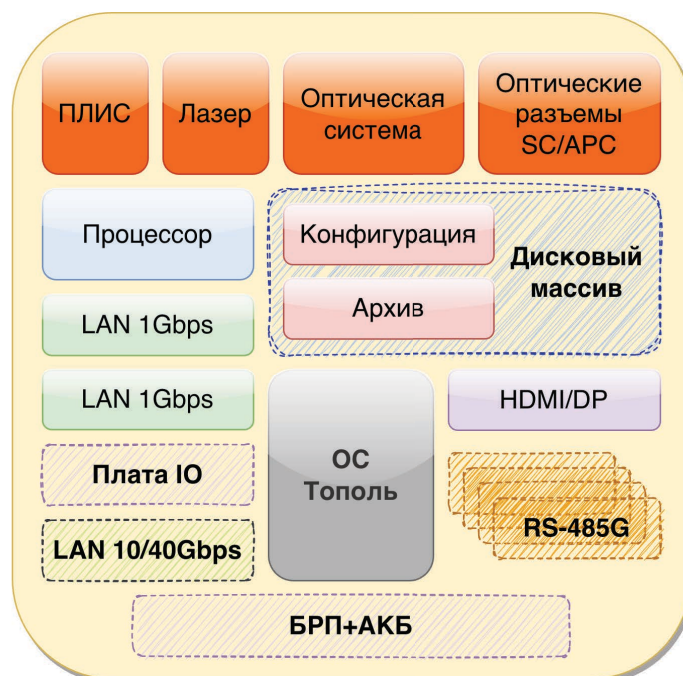 ПЛИС
Лазер
Оптическая
система
Оптические
разъемы
SC/APC
Процессор
Конфигурация
Архив
Дисковый
массив
LAN 1Gbps
LAN 1Gbps
ОС
Тополь
HDMI/DP
Плата IO
LAN 10/40Gbps
RS-485G
БРП+АКБ